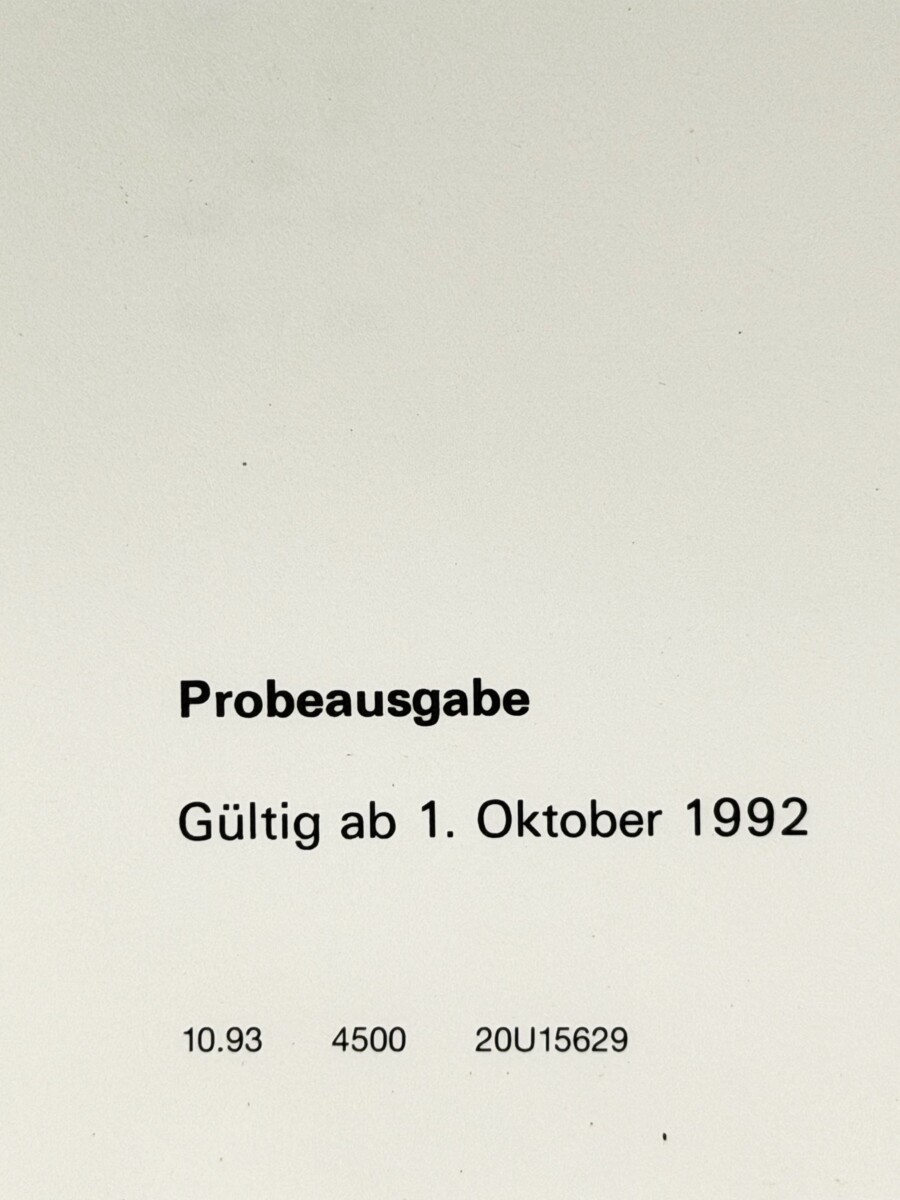 Probeausgabe
Gültig ab 1. Oktober 1992
10.93 4500 20U15629